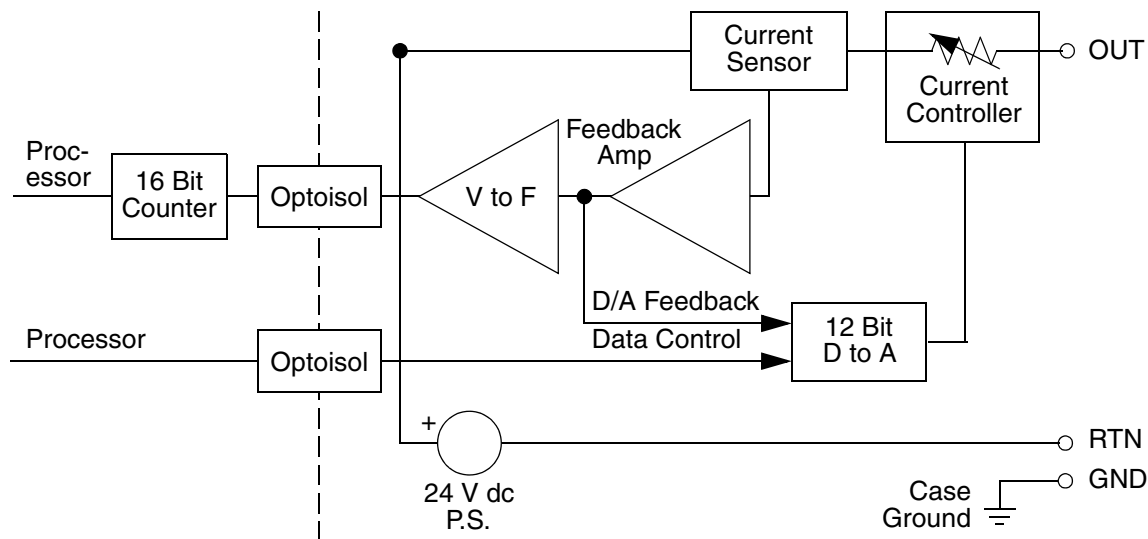 Current
Sensor
OUT
Current
Controller
Feedback
Amp
Proc-
essor
16 Bit
Counter
Optoisol
V to F
D/A Feedback
Data Control
12 Bit
D to A
Processor
Optoisol
+
24 V dc
P.S.
RTN
GND
Case
Ground